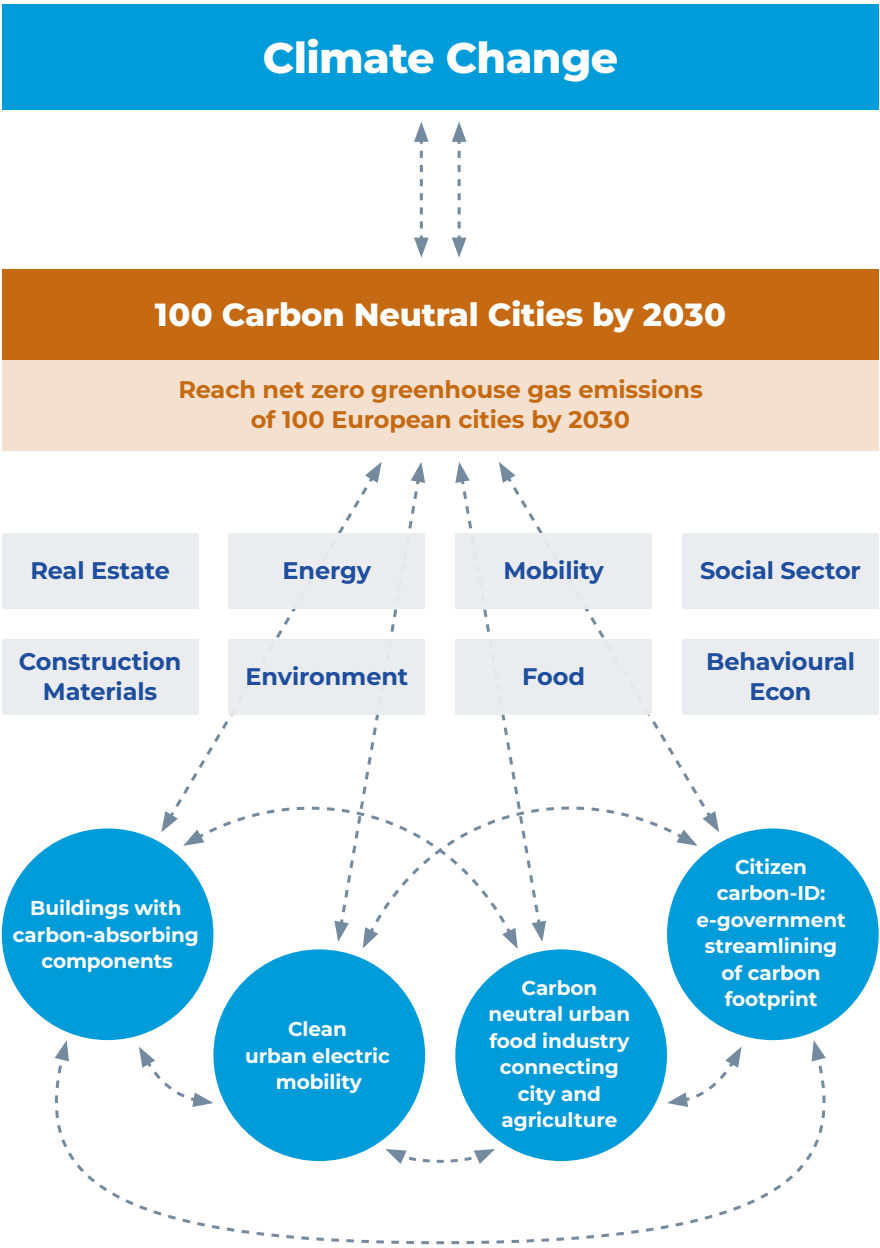 Climate Change
100 Carbon Neutral Cities by 2030
Reach net zero greenhouse gas emissions
of 100 European cities by 2030
Real Estate
Energy
Mobility
Social Sector
Construction
Materials
Environment
Food
Behavioural
Econ
Buildings with
carbon-absorbing
components
Clean
urban electric
mobility
Carbon
neutral urban
food industry
connecting
city and
agriculture
Citizen
carbon-ID:
e-government
streamlining
of carbon
footprint